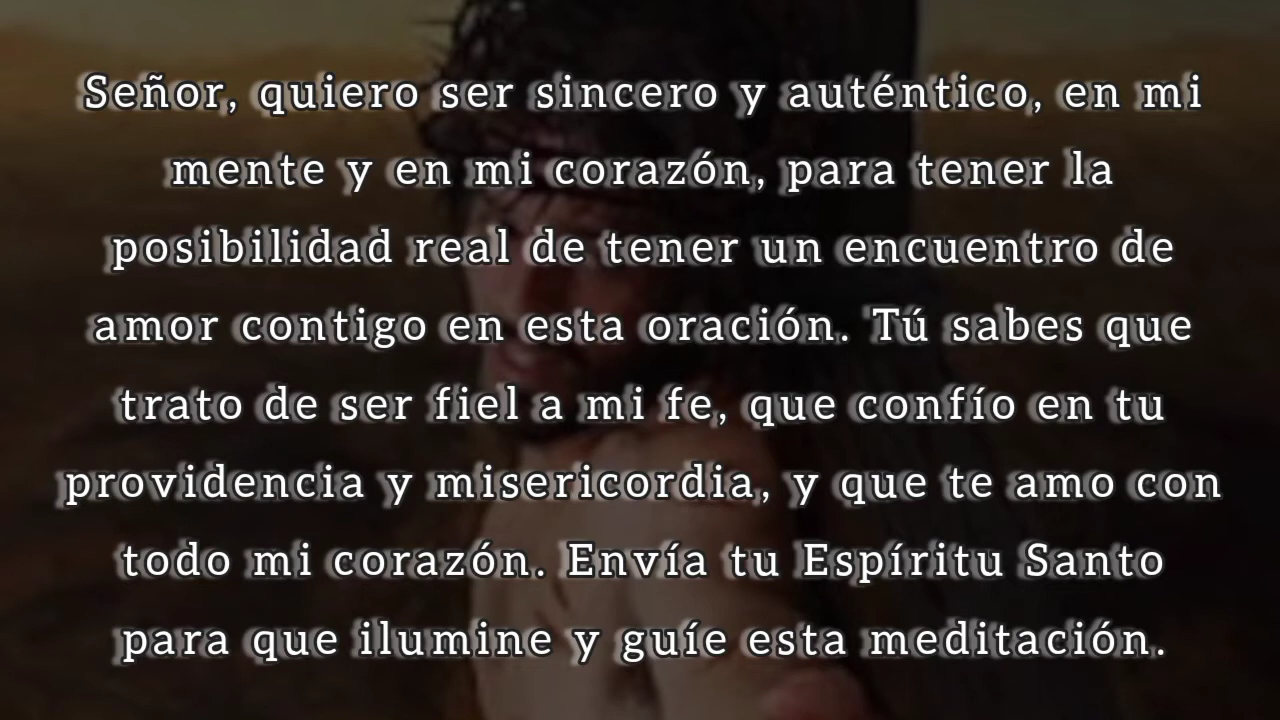 Señor, quiero ser sincero y auténtico, en mi
mente y en mi corazón, para tener la
posibilidad real de tener un encuentro de
amor contigo en esta oración. Tú sabes que
trato de ser fiel a mi fe, que confío en tu
providencia y misericordia, y que te amo con
todo mi corazón. Envía tu Espíritu Santo
para que ilumine y guíe esta meditación.